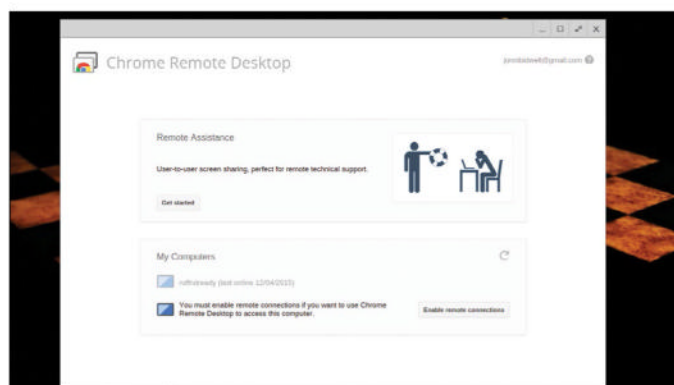 Chrome Remote Desktop
Remote Assistance
User-to-user screen sharing, perfect for remote technical support.
Get started
My Computers
(last online 12/04/2015)
You must enable remote connections if you want to use Chrome
Remote Desktop to access this computer.
Enable remote connections